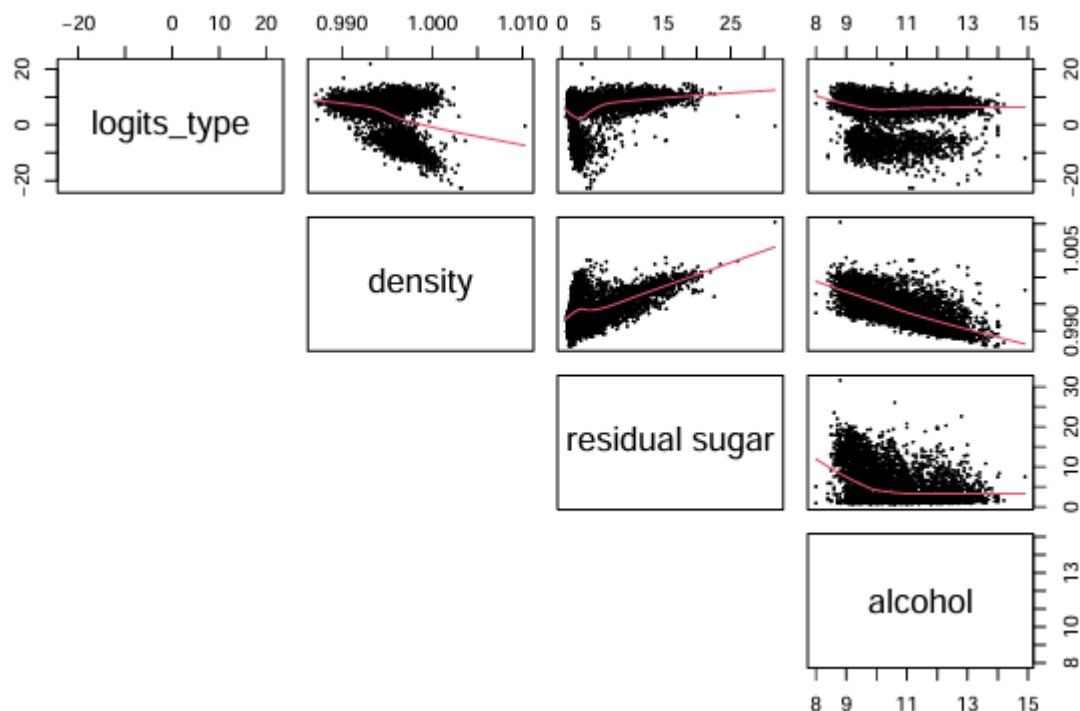 −20 0 10 20 0.990 1.000 1.010 0 5 15 25 8 9 11 13 15
−20 0 20
logits_type
−20 0 20
density
0.990 1.005
residual sugar
0 10 20 30
alcohol
8 10 13
8 9 11 13 15